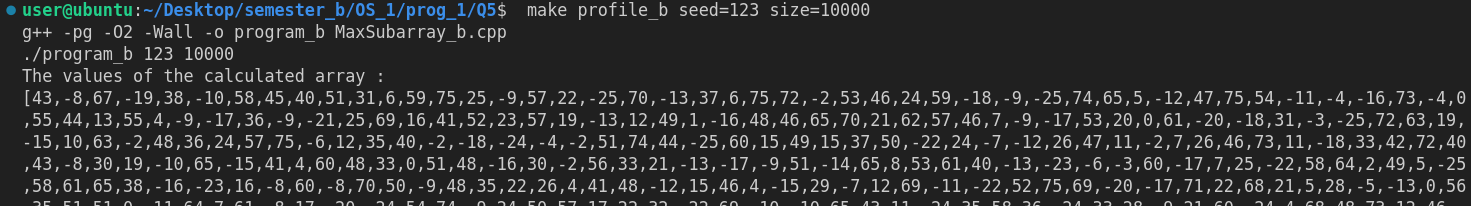 user@ubuntu:~/Desktop/semester_b/OS_1/prog_1/Q5$  make profile_b seed=123 size=10000
g++ -pg -O2 -Wall -o program_b MaxSubarray_b.cpp
./program_b 123 10000
The values of the calculated array :
[43,-8,67,-19,38,-10,58,45,40,51,31,6,59,75,25,-9,57,22,-25,70,-13,37,6,75,72,-2,53,46,24,59,-18,-9,-25,74,65,5,-12,47,75,54,-11,-4,-16,73,-4,0
,55,44,13,55,4,-9,-17,36,-9,-21,25,69,16,41,52,23,57,19,-13,12,49,1,-16,48,46,65,70,21,62,57,46,7,-9,-17,53,20,0,61,-20,-18,31,-3,-25,72,63,19,
-15,10,63,-2,48,36,24,57,75,-6,12,35,40,-2,-18,-24,-4,-2,51,74,44,-25,60,15,49,15,37,50,-22,24,-7,-12,26,47,11,-2,7,26,46,73,11,-18,33,42,72,40
,43,-8,30,19,-10,65,-15,41,4,60,48,33,0,51,48,-16,30,-2,56,33,21,-13,-17,-9,51,-14,65,8,53,61,40,-13,-23,-6,-3,60,-17,7,25,-22,58,64,2,49,5,-25
,58,61,65,38,-16,-23,16,-8,60,-8,70,50,-9,48,35,22,26,4,41,48,-12,15,46,4,-15,29,-7,12,69,-11,-22,52,75,69,-20,-17,71,22,68,21,5,28,-5,-13,0,56